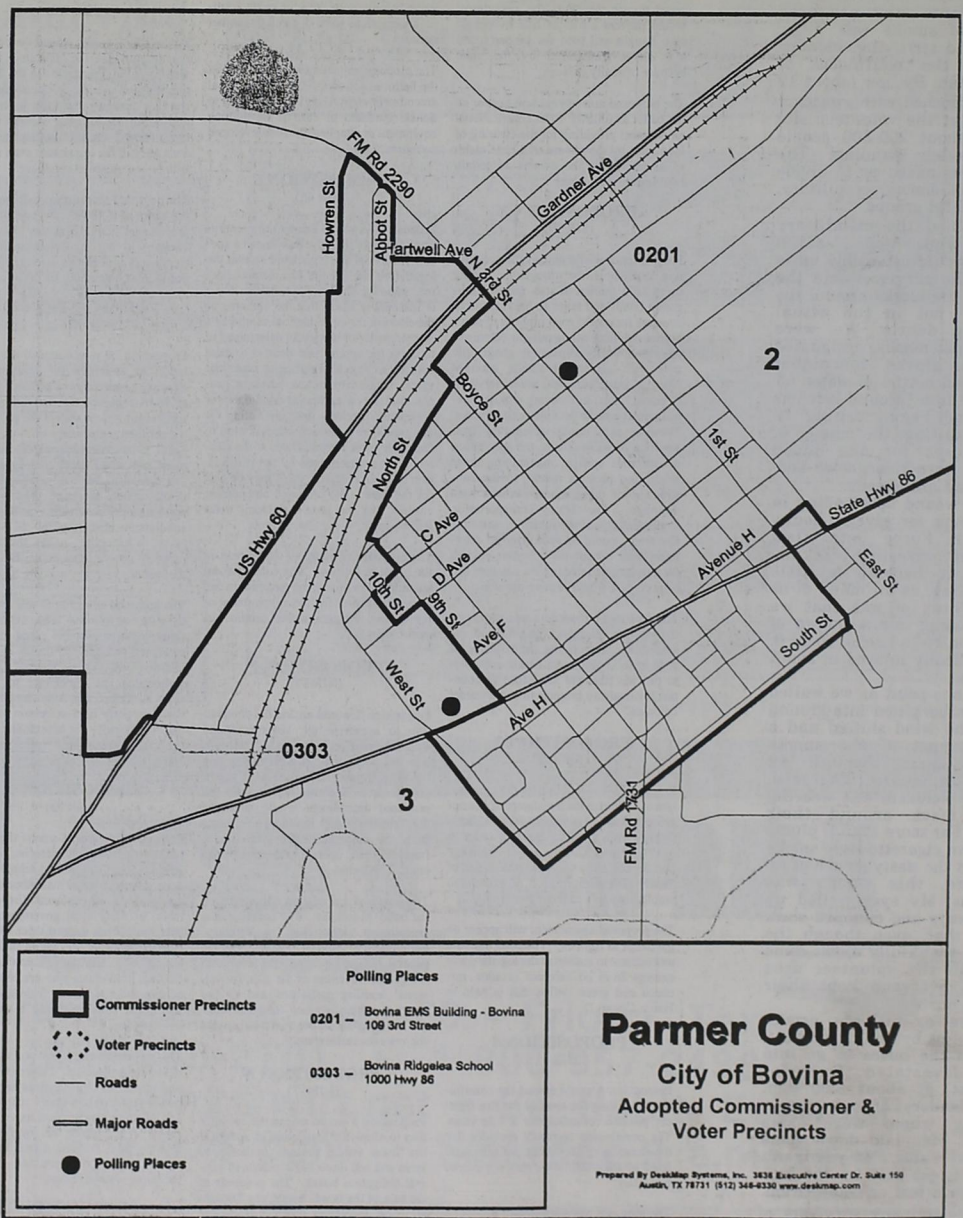 FM Rd 2290
Howren St
Abbot St
Hartwell Ave
N 3rd St
Gardner Ave
0201
2
Boyce St
1st St
North St
US Hwy 60
C Ave
D Ave
10th St
9th St
Ave F
Avenue H
State Hwy 86
East St
South St
West St
Ave H
0303
3
FM Rd 1731
Commissioner Precincts
Voter Precincts
Roads
Major Roads
Polling Places
Polling Places
0201 – Bovina EMS Building - Bovina
109 3rd Street
0303 – Bovina Ridgelea School
1000 Hwy 86
Parmer County
City of Bovina
Adopted Commissioner &
Voter Precincts
Prepared By DeskMap Systems, Inc. 3836 Executive Center Dr. Suite 150
Austin, TX 78731 (512) 346-9330 www.deskmap.com